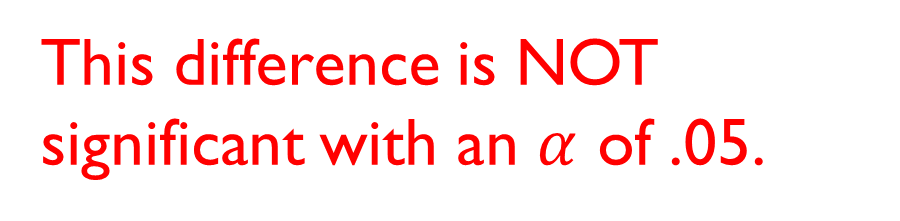 This difference is NOT
significant with an α of .05.